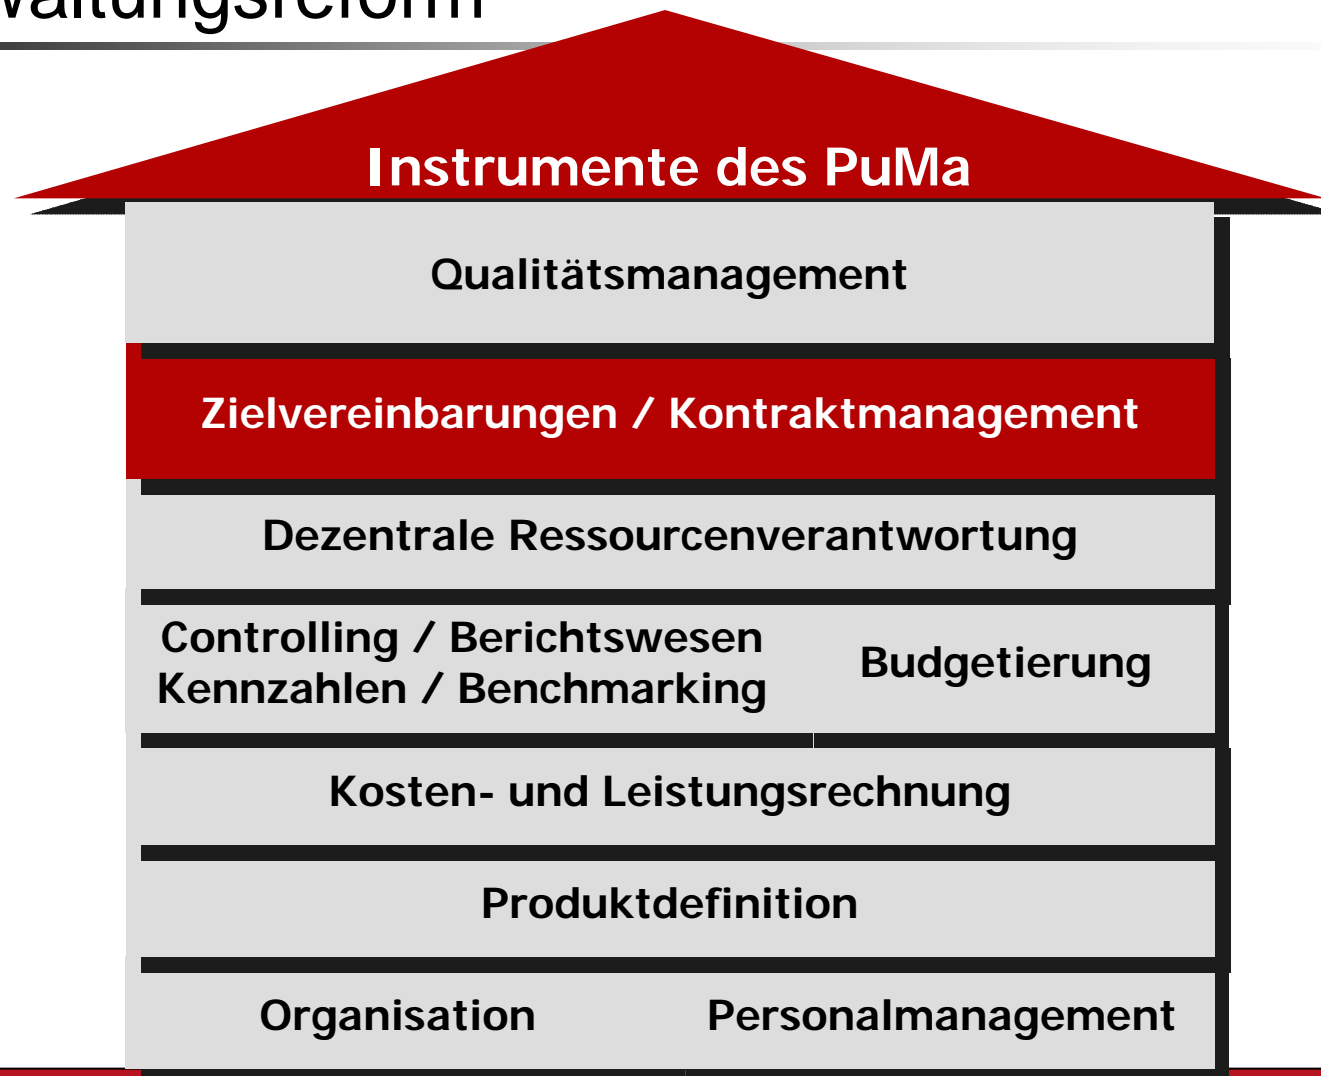 waltungsreform
Instrumente des PuMa
Qualitätsmanagement
Zielvereinbarungen / Kontraktmanagement
Dezentrale Ressourcenverantwortung
Controlling / Berichtswesen
Kennzahlen / Benchmarking
Budgetierung
Kosten- und Leistungsrechnung
Produktdefinition
Organisation
Personalmanagement